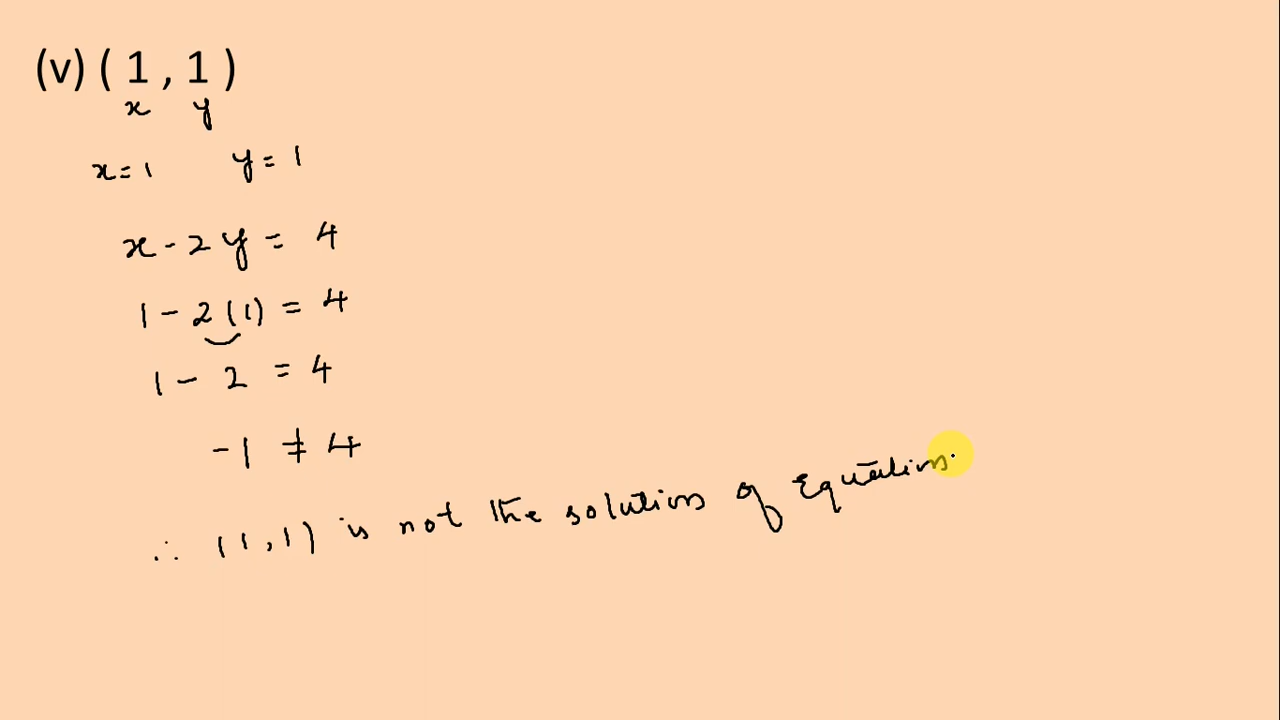 (v) ( 1 , 1 )
x y
x = 1 y = 1
x - 2 y = 4
1 - 2 (1) = 4
1 - 2 = 4
-1 ≠ 4
∴ (1,1) is not the solution of Equation.